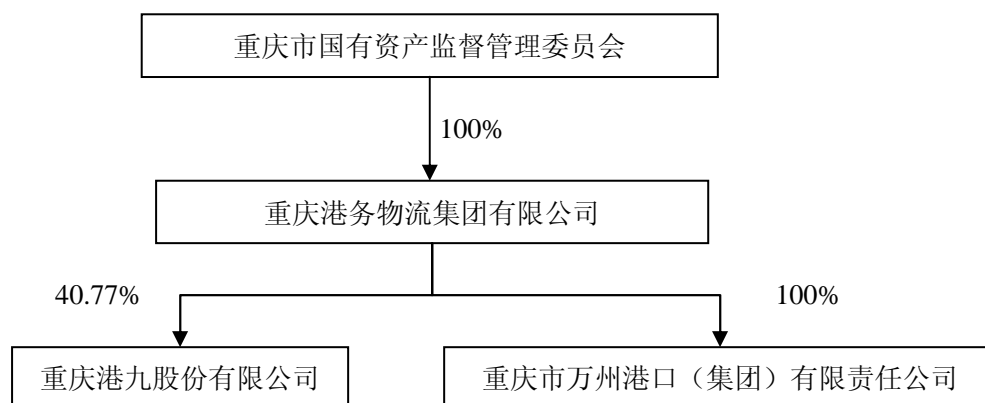 重庆市国有资产监督管理委员会
100%
重庆港务物流集团有限公司
40.77%
100%
重庆港九股份有限公司
重庆市万州港口（集团）有限责任公司